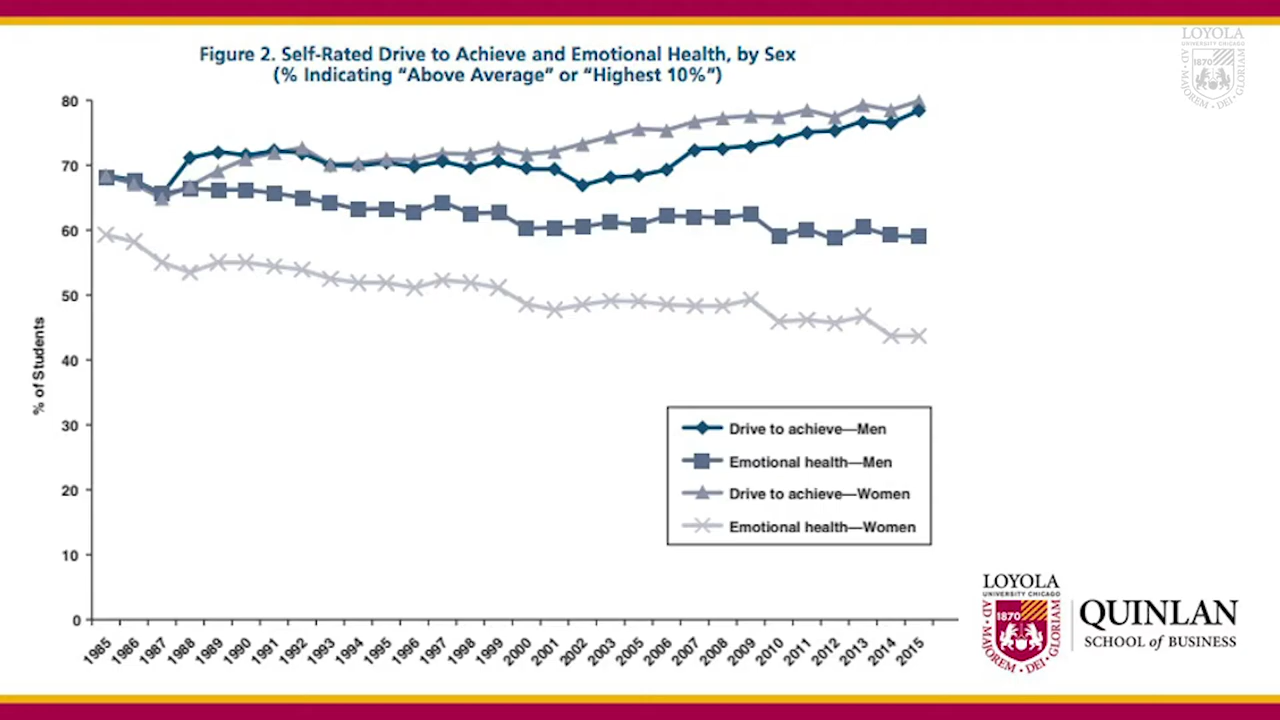 Figure 2. Self-Rated Drive to Achieve and Emotional Health, by Sex
(% Indicating “Above Average” or “Highest 10%”)
LOYOLA
UNIVERSITY CHICAGO
1870
AD • MAJOREM • DEI • GLORIAM
% of Students
80
70
60
50
40
30
20
10
0
1985 1986 1987 1988 1989 1990 1991 1992 1993 1994 1995 1996 1997 1998 1999 2000 2001 2002 2003 2004 2005 2006 2007 2008 2009 2010 2011 2012 2013 2014 2015
Drive to achieve—Men
Emotional health—Men
Drive to achieve—Women
Emotional health—Women
LOYOLA
UNIVERSITY CHICAGO
1870
AD • MAJOREM • DEI • GLORIAM
QUINLAN
SCHOOL of BUSINESS